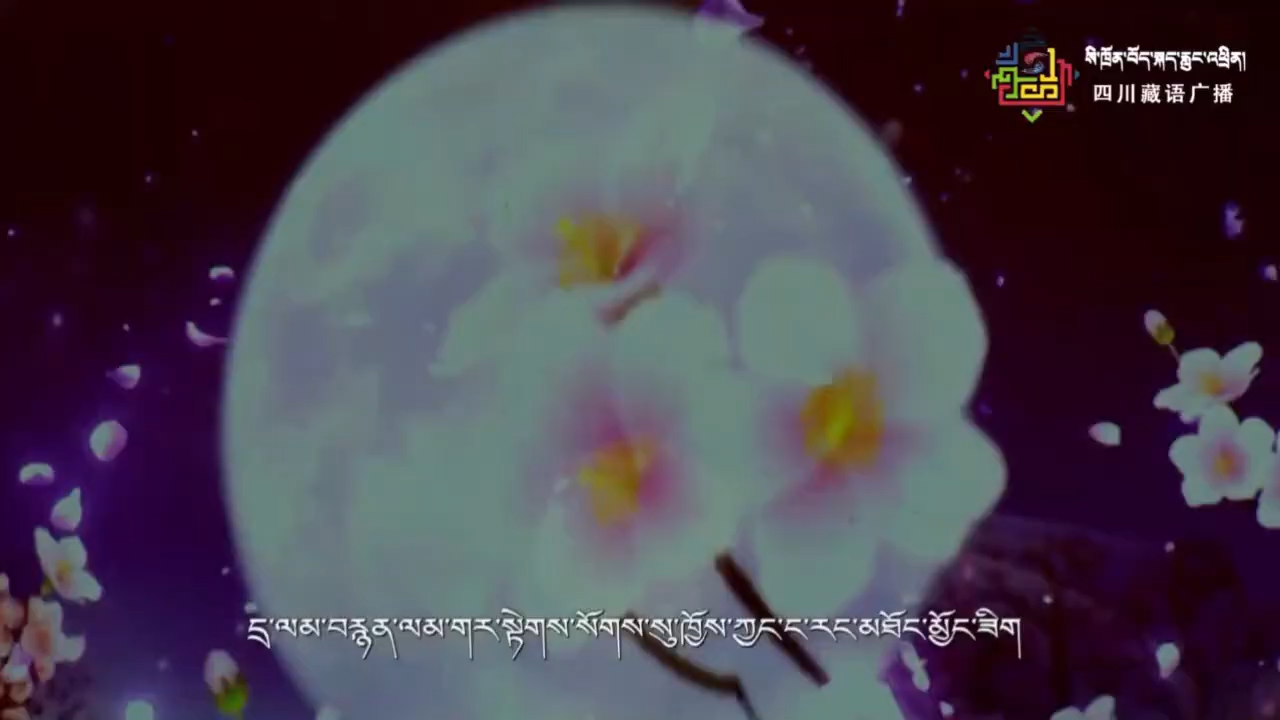 སི་ཁྲོན་བོད་སྐད་རླུང་འཕྲིན།
四川藏语广播
དྲ་ལམ་བརྙན་ལམ་གར་སྟེགས་སོགས་སུ་ཁྱོས་ཀྱང་ང་རང་མཐོང་མྱོང་ཟིག